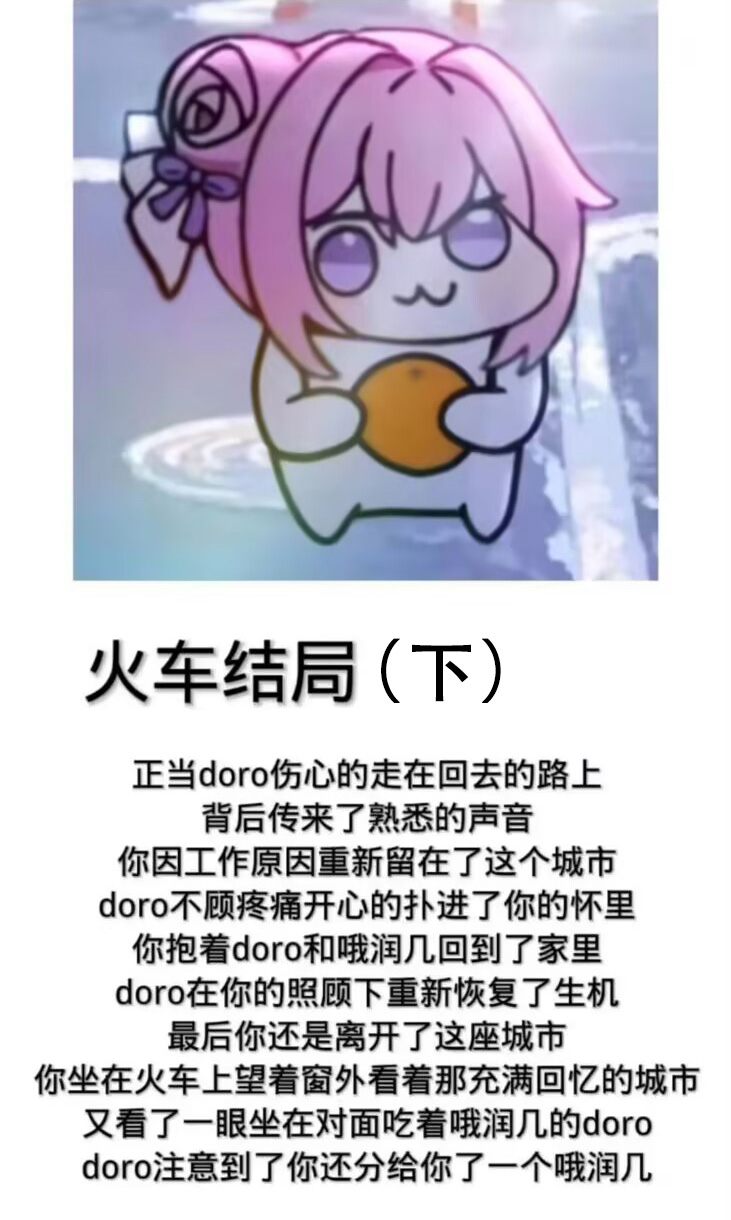 火车结局（下）
正当doro伤心的走在回去的路上
背后传来了熟悉的声音
你因工作原因重新留在了这个城市
doro不顾疼痛开心的扑进了你的怀里
你抱着doro和哦润几回到了家里
doro在你的照顾下重新恢复了生机
最后你还是离开了这座城市
你坐在火车上望着窗外看着那充满回忆的城市
又看了一眼坐在对面吃着哦润几的doro
doro注意到了你还分给你了一个哦润几